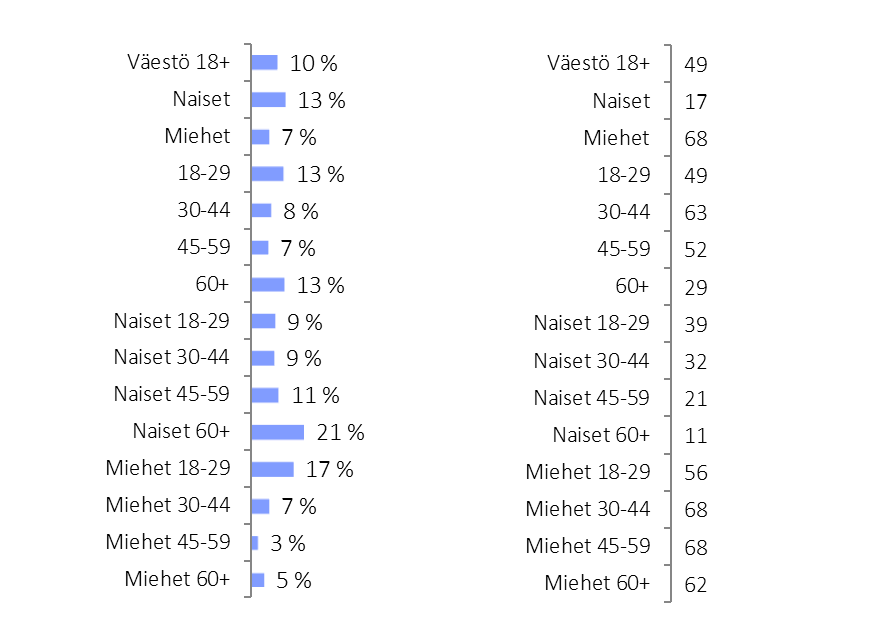 Väestö 18+ 10 %
Naiset 13 %
Miehet 7 %
18-29 13 %
30-44 8 %
45-59 7 %
60+ 13 %
Naiset 18-29 9 %
Naiset 30-44 9 %
Naiset 45-59 11 %
Naiset 60+ 21 %
Miehet 18-29 17 %
Miehet 30-44 7 %
Miehet 45-59 3 %
Miehet 60+ 5 %
Väestö 18+ 49
Naiset 17
Miehet 68
18-29 49
30-44 63
45-59 52
60+ 29
Naiset 18-29 39
Naiset 30-44 32
Naiset 45-59 21
Naiset 60+ 11
Miehet 18-29 56
Miehet 30-44 68
Miehet 45-59 68
Miehet 60+ 62